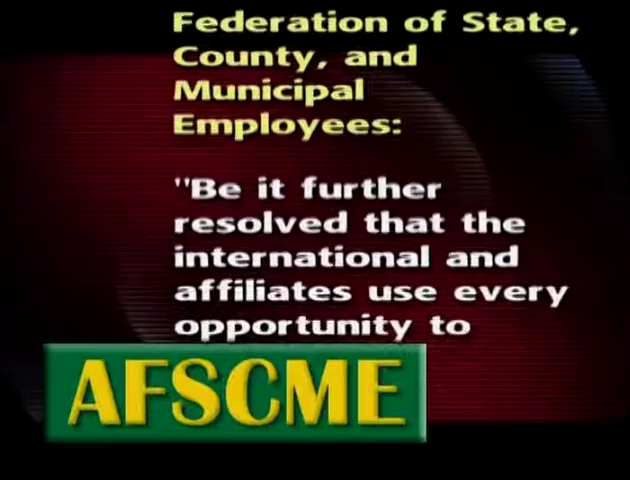 Federation of State,
County, and
Municipal
Employees:
"Be it further
resolved that the
international and
affiliates use every
opportunity to
AFSCME